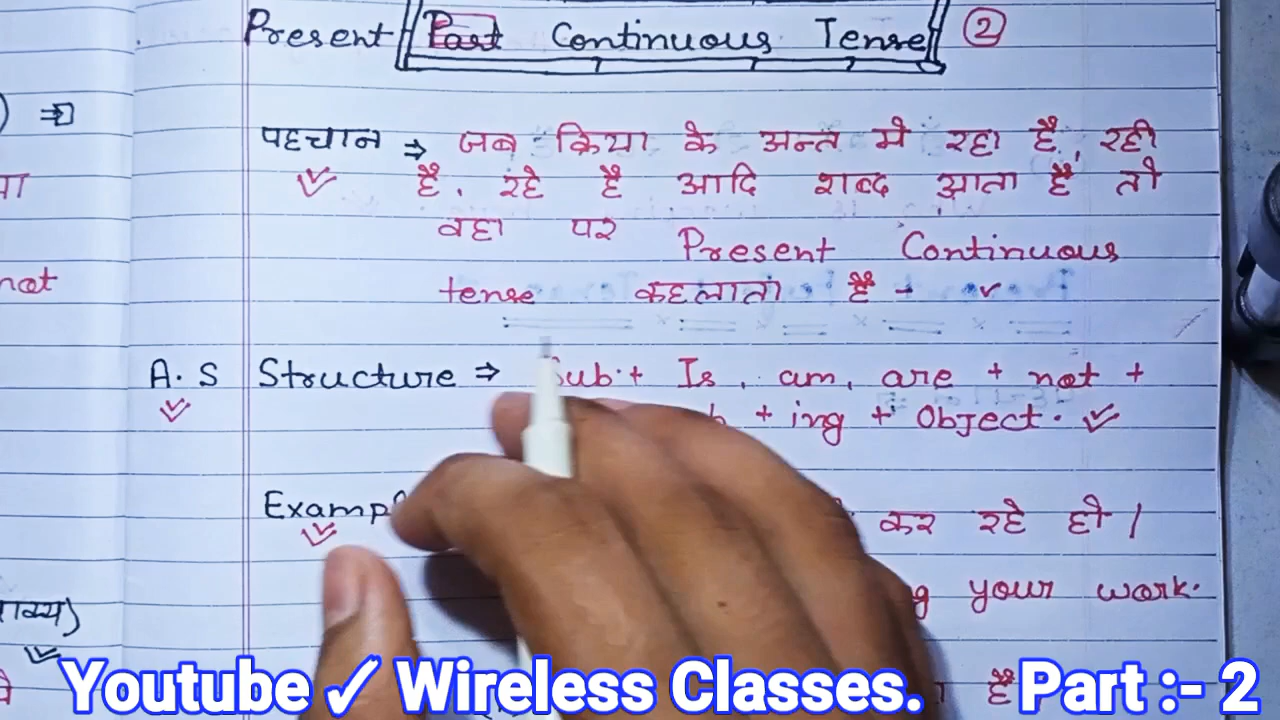 Present Past Continuous Tense 2
पहचान ⇒ जब क्रिया के अन्त मे रहा है, रही
है. रहे है आदि शब्द आता है तो
वहा पर Present Continuous
tense कहलाता है -
A. S Structure ⇒ Sub + Is, am, are + not +
+ ing + Object.
कर रहे हो।
your work.
है
not
Youtube ✓ Wireless Classes. Part :- 2